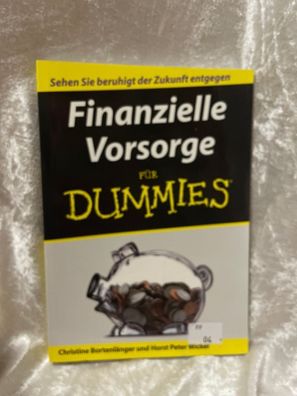 Sehen Sie beruhigt der Zukunft entgegen
Finanzielle
Vorsorge
FÜR
DUMMIES
Christine Bortenlänger und Horst Peter Wickel